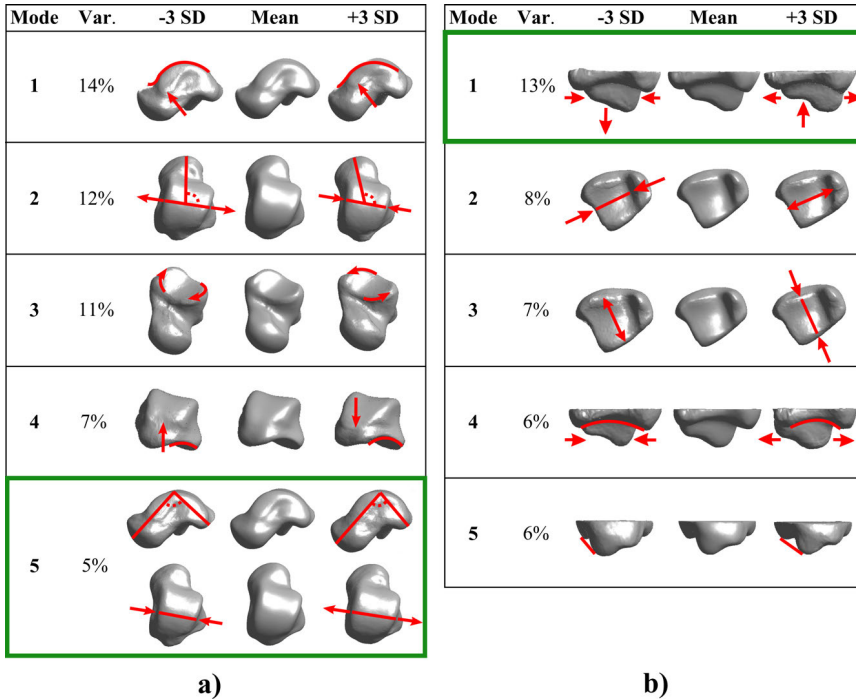 Mode Var. -3 SD Mean +3 SD
1 14%
2 12%
3 11%
4 7%
5 5%
a)
Mode Var. -3 SD Mean +3 SD
1 13%
2 8%
3 7%
4 6%
5 6%
b)